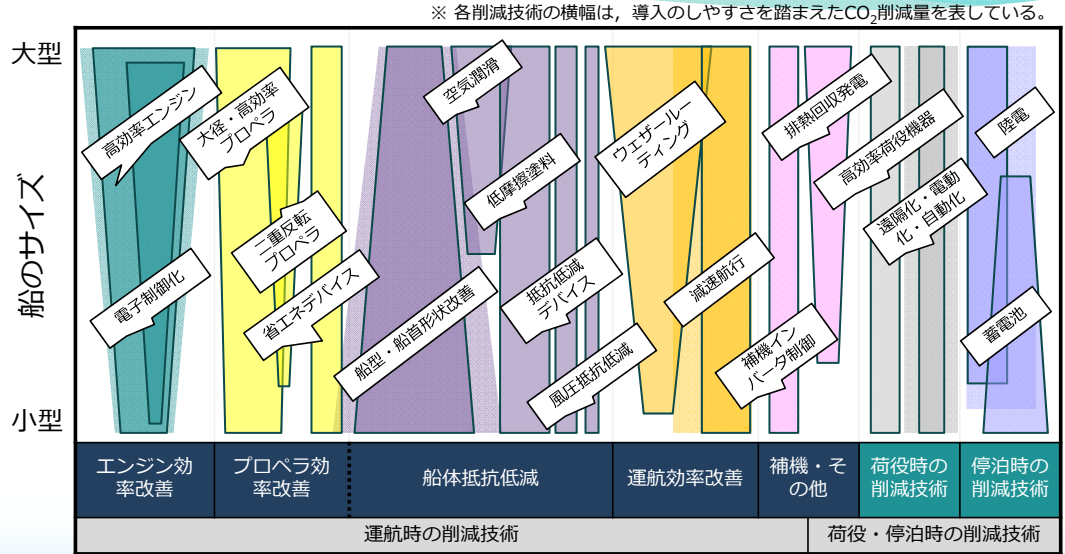 ※ 各削減技術の横幅は，導入のしやすさを踏まえたCO₂削減量を表している。
大型
船のサイズ
小型
高効率エンジン
電子制御化
大径・高効率
プロペラ
二重反転
プロペラ
省エネデバイス
船型・船首形状改善
空気潤滑
低摩擦塗料
抵抗低減
デバイス
風圧抵抗低減
ウェザールー
ティング
減速航行
補機イン
バータ制御
排熱回収発電
高効率荷役機器
遠隔化・電動
化・自動化
陸電
蓄電池
エンジン効
率改善
プロペラ効
率改善
船体抵抗低減
運航効率改善
補機・そ
の他
荷役時の
削減技術
停泊時の
削減技術
運航時の削減技術
荷役・停泊時の削減技術